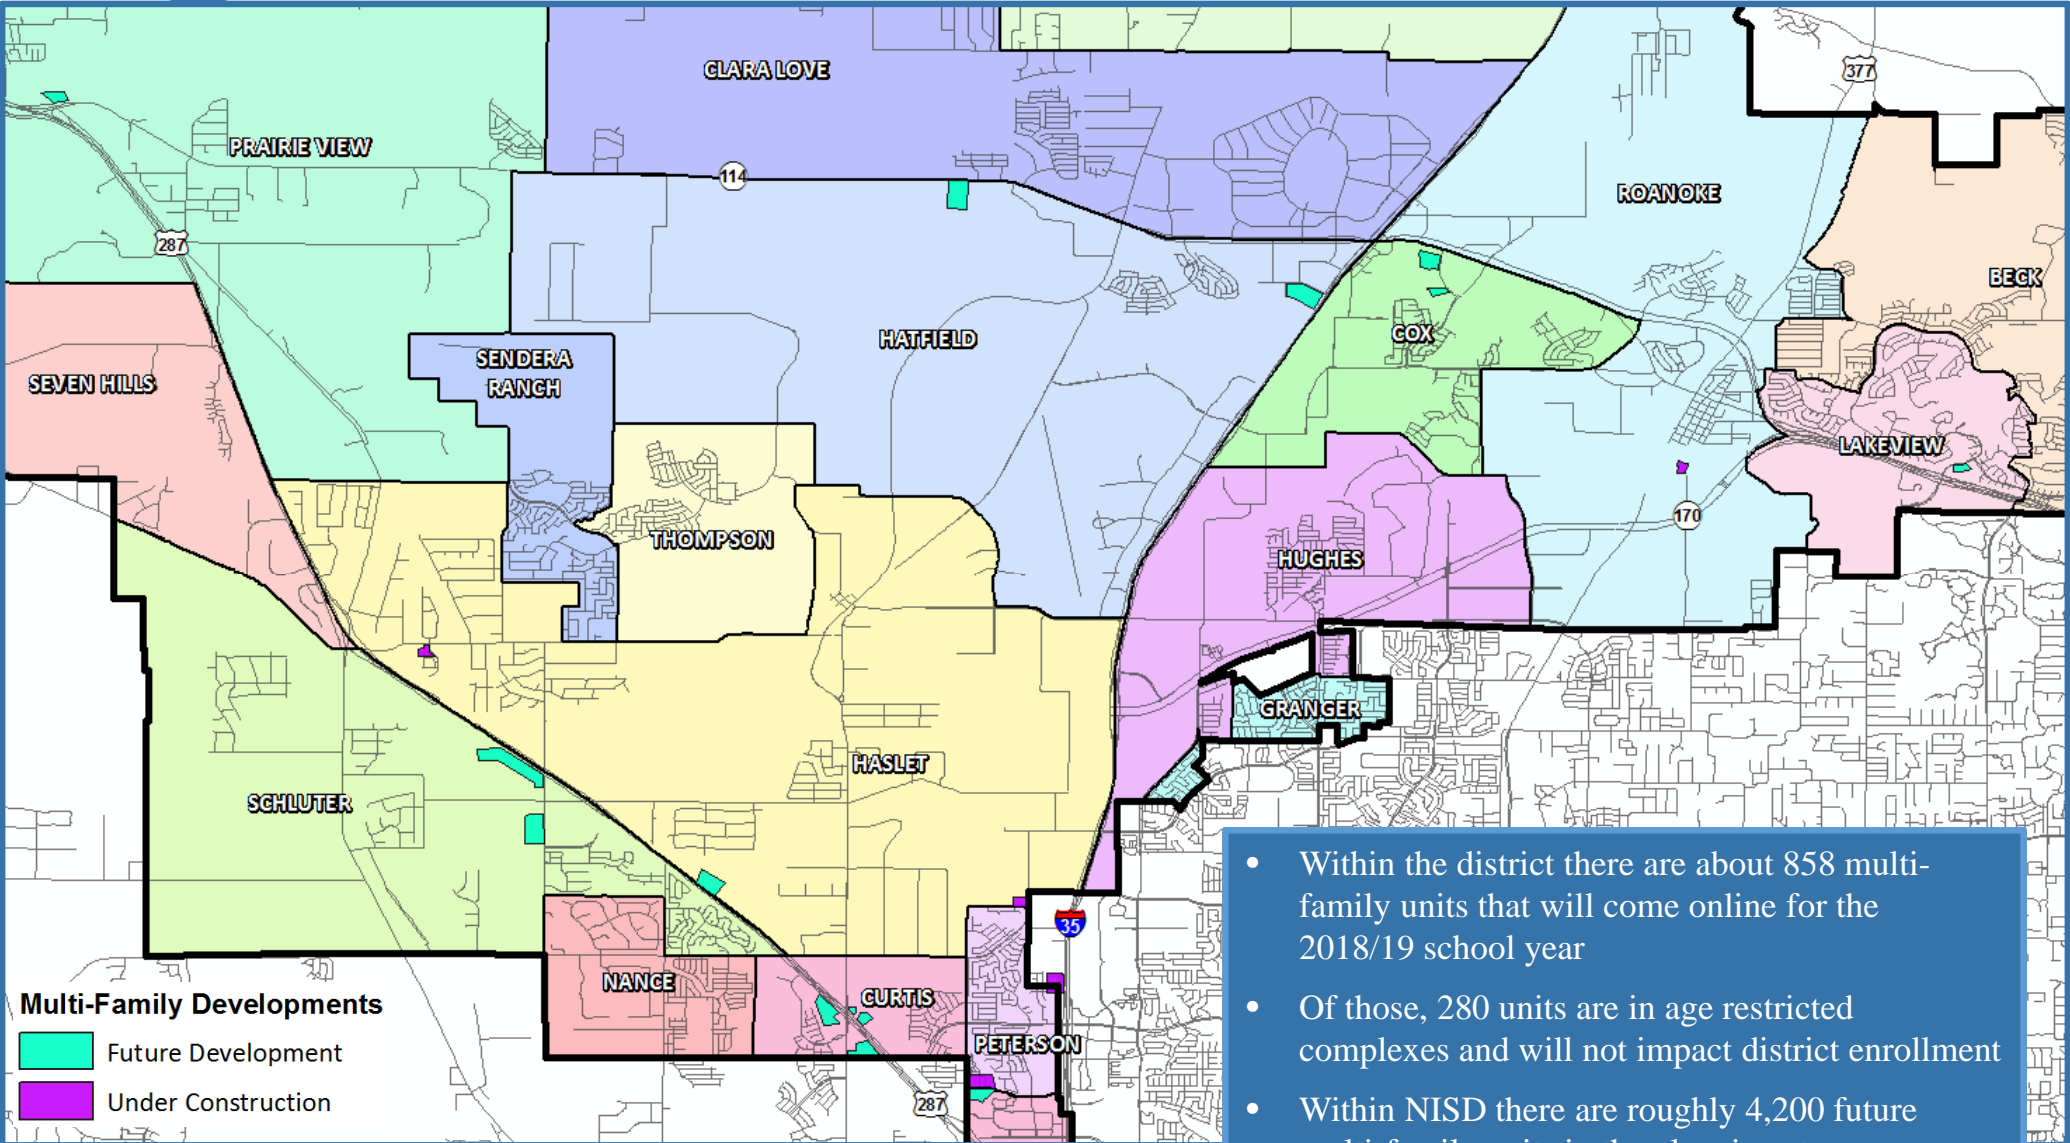 CLARA LOVE
377
PRAIRIE VIEW
114
ROANOKE
287
BECK
HATFIELD
COX
SENDERA
RANCH
SEVEN HILLS
LAKEVIEW
170
THOMPSON
HUGHES
GRANGER
HASLET
SCHLUTER
35
NANCE
CURTIS
PETERSON
287
Multi-Family Developments
Future Development
Under Construction
• Within the district there are about 858 multi-
family units that will come online for the
2018/19 school year
• Of those, 280 units are in age restricted
complexes and will not impact district enrollment
• Within NISD there are roughly 4,200 future